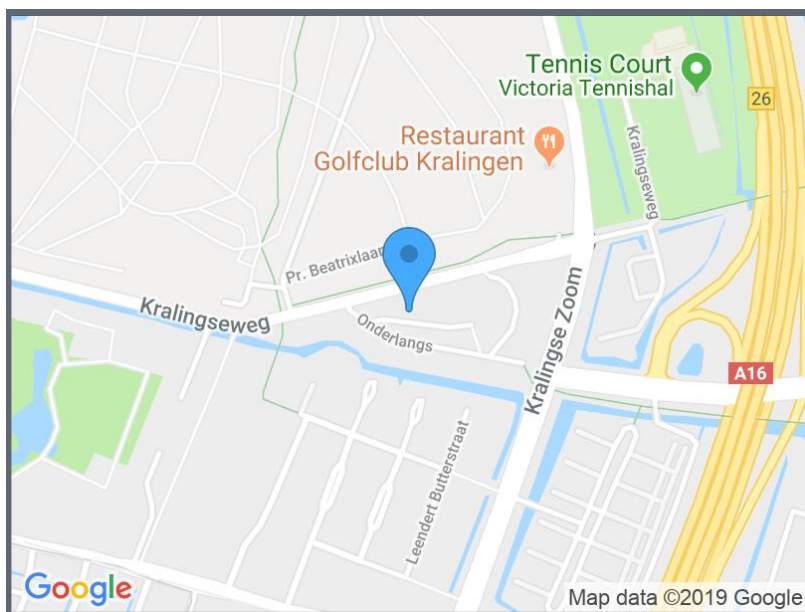 Tennis Court
Victoria Tennishal
26
Restaurant
Golfclub Kralingen
Kralingseweg
Pr. Beatrixlaan
Kralingseweg
Onderlangs
Kralingse Zoom
A16
Leendert Butterstraat
Google
Map data ©2019 Google